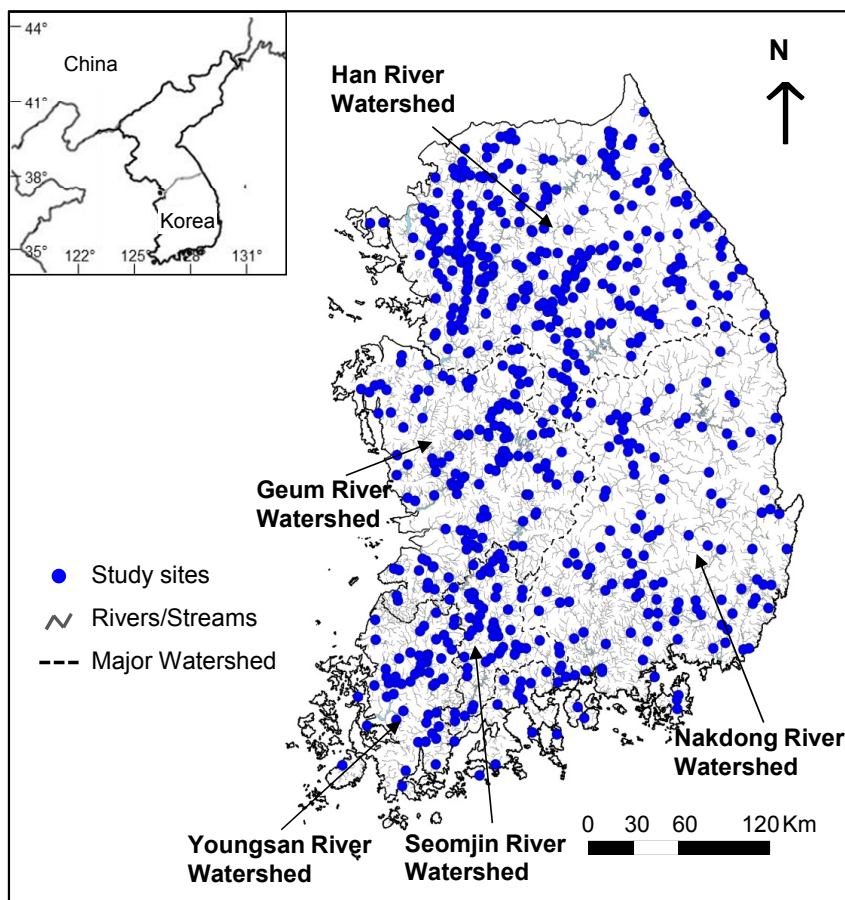 44°
China
41°
38°
Korea
35°
122°
125°
128°
131°
N
Han River
Watershed
Geum River
Watershed
Study sites
Rivers/Streams
Major Watershed
Nakdong River
Watershed
Youngsan River
Watershed
Seomjin River
Watershed
0 30 60 120 Km